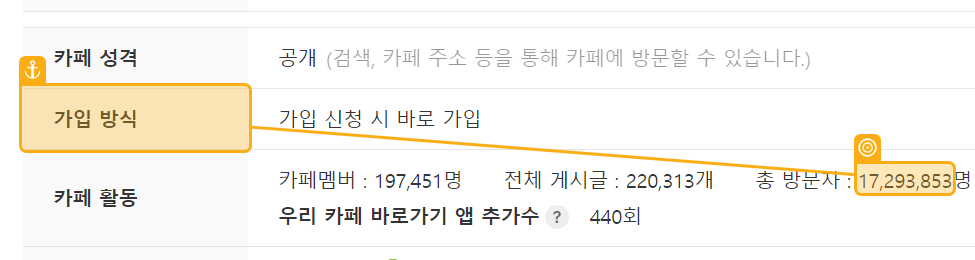 카페 성격 공개 (검색, 카페 주소 등을 통해 카페에 방문할 수 있습니다.)
가입 방식 가입 신청 시 바로 가입
카페 활동 카페멤버 : 197,451명 전체 게시글 : 220,313개 총 방문자 : 17,293,853명
우리 카페 바로가기 앱 추가수 ? 440회